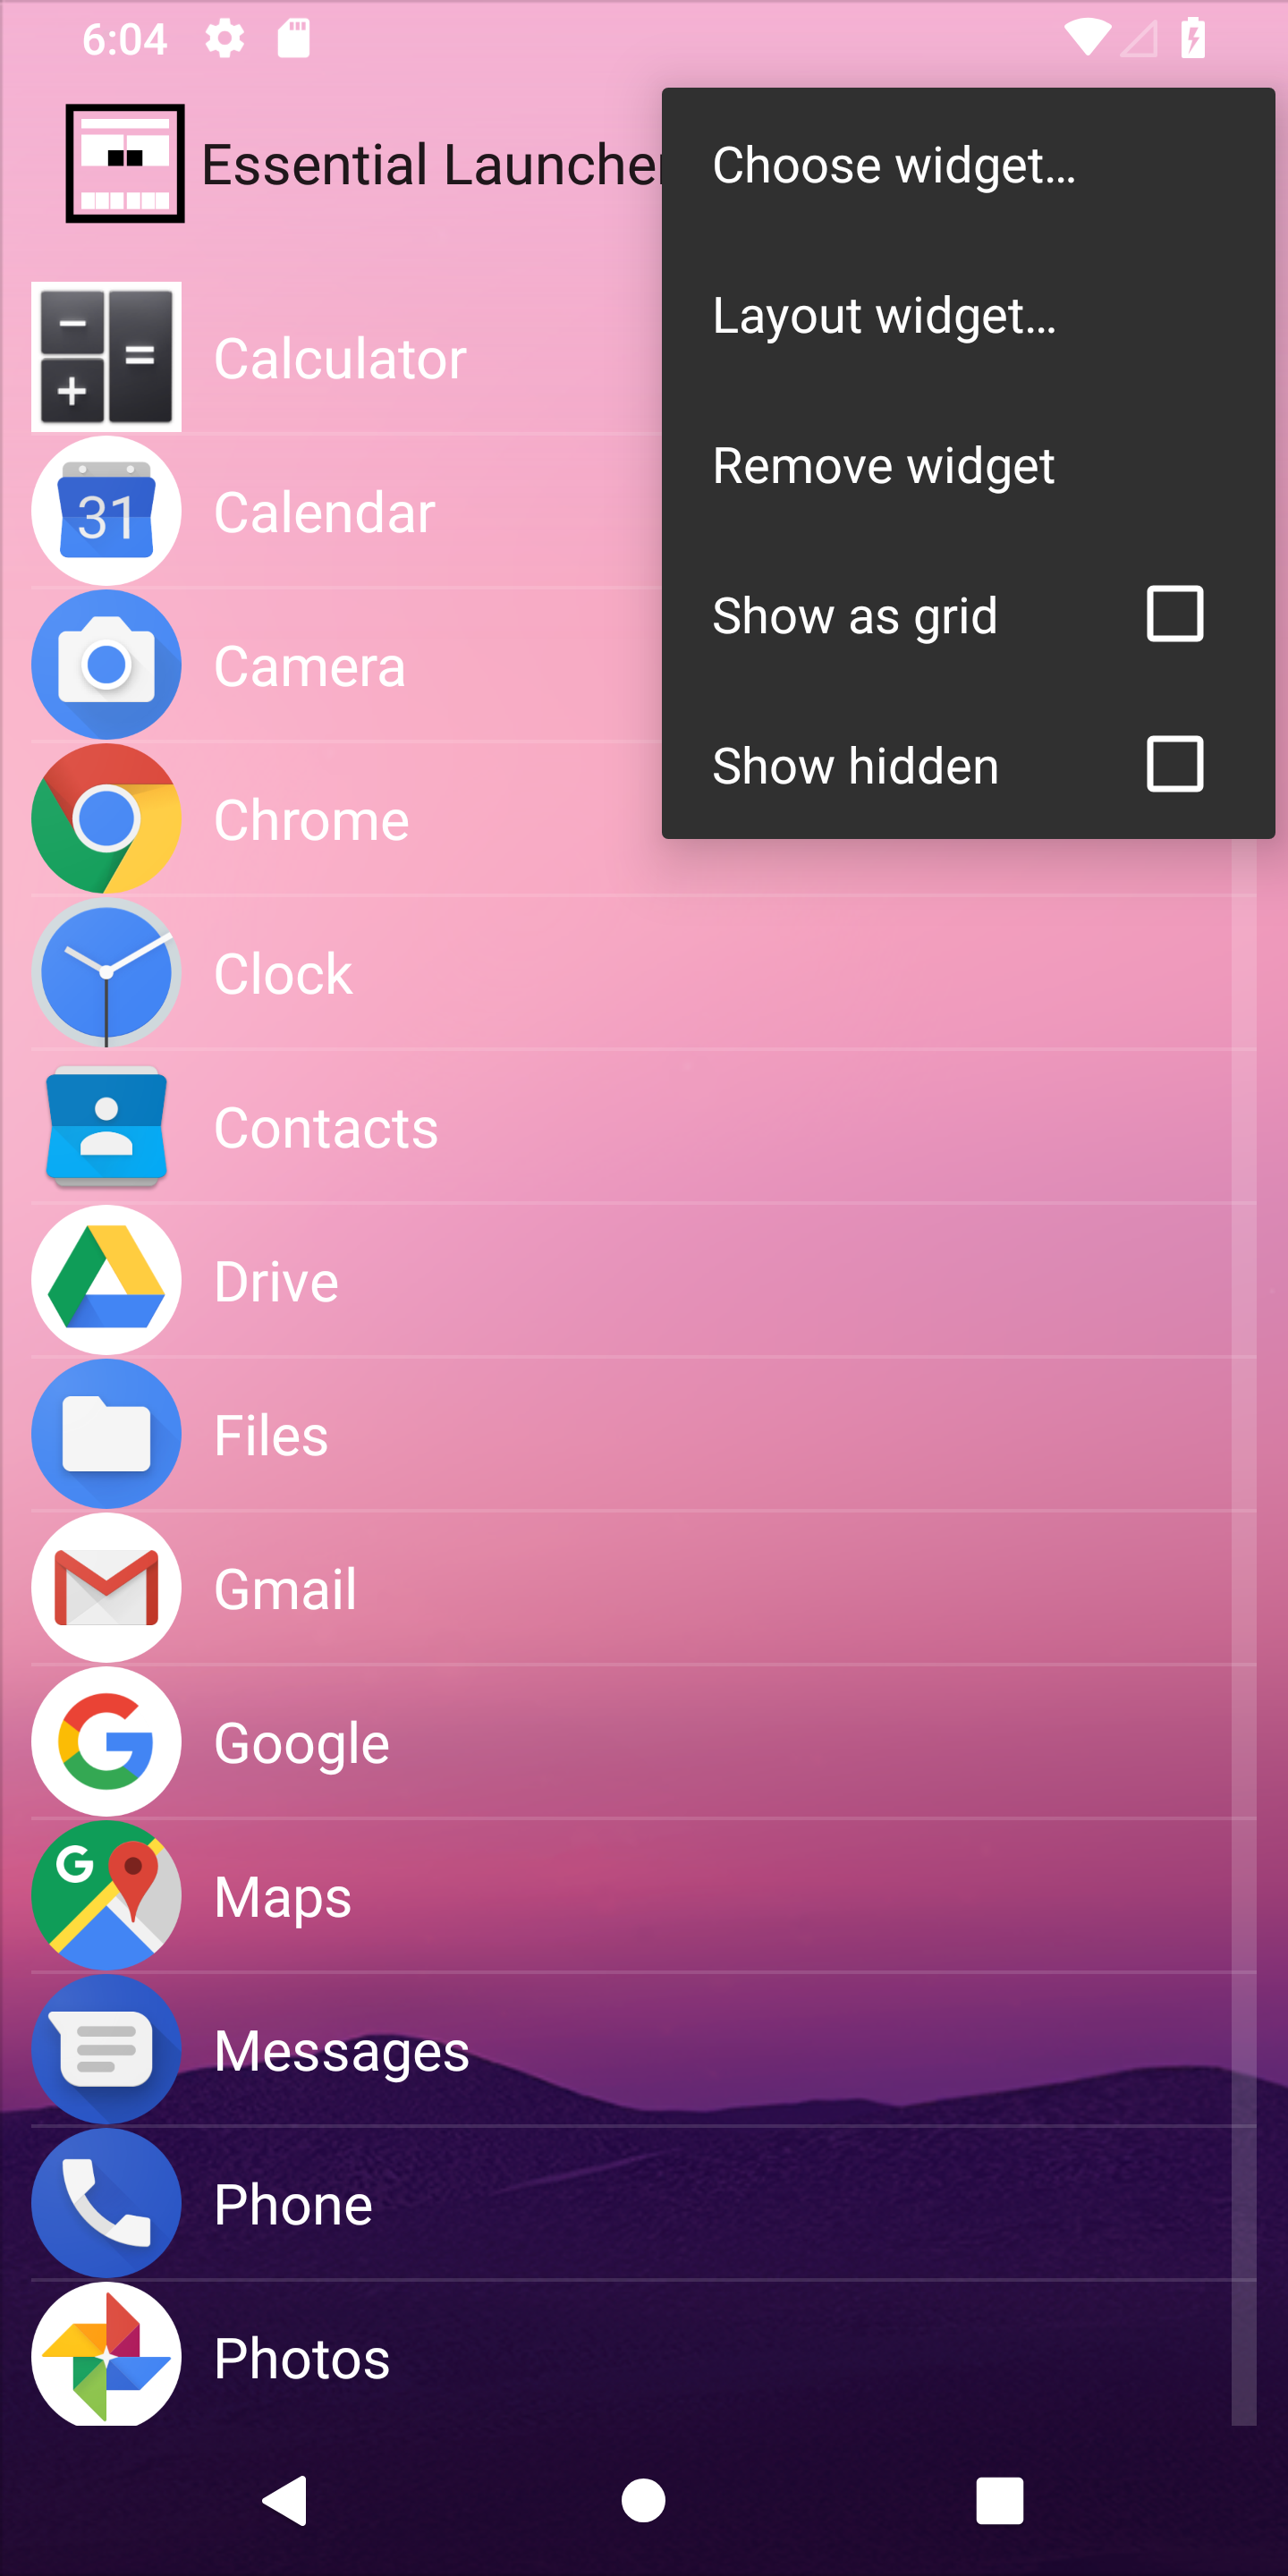 6:04
Essential Launcher
Choose widget…
Layout widget…
Remove widget
Show as grid
Show hidden
Calculator
31
Calendar
Camera
Chrome
Clock
Contacts
Drive
Files
Gmail
Google
G
Maps
Messages
Phone
Photos